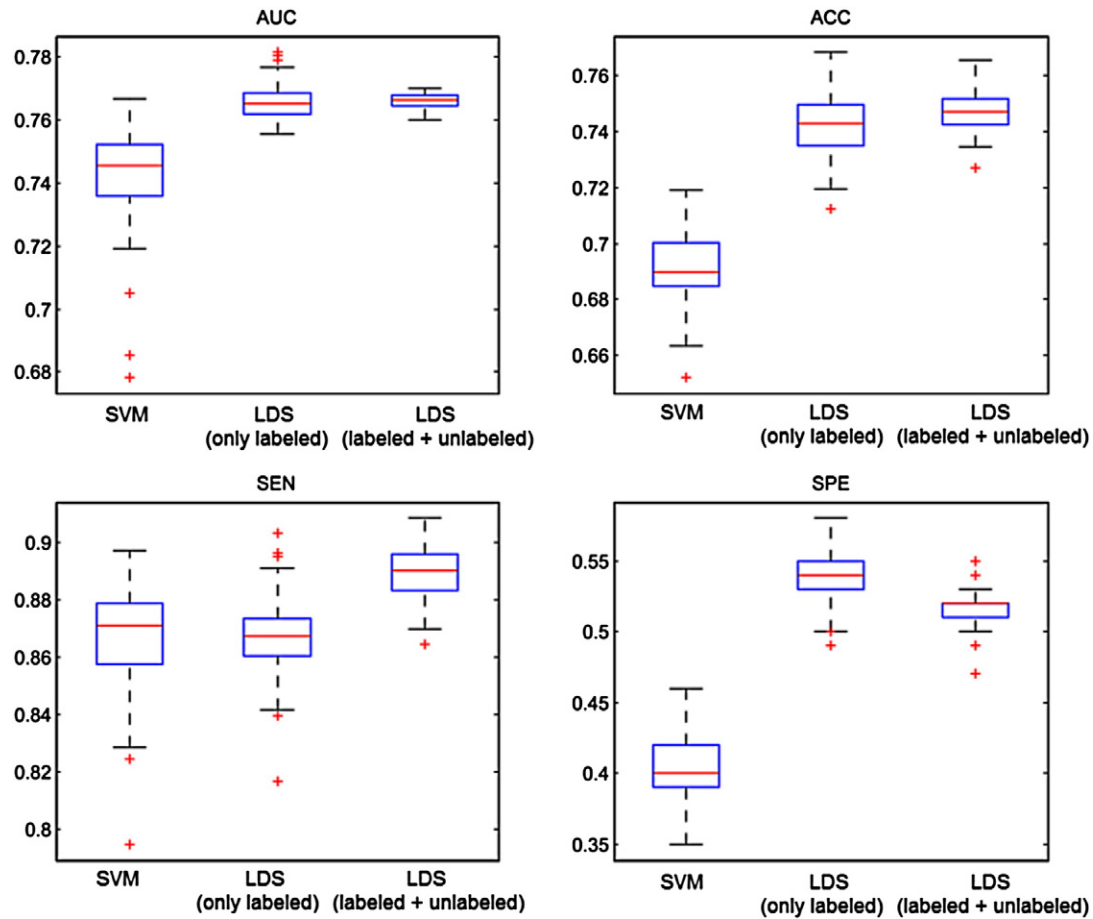 AUC
0.78
0.76
0.74
0.72
0.7
0.68
SVM
LDS
(only labeled)
LDS
(labeled + unlabeled)
ACC
0.76
0.74
0.72
0.7
0.68
0.66
SVM
LDS
(only labeled)
LDS
(labeled + unlabeled)
SEN
0.9
0.88
0.86
0.84
0.82
0.8
SVM
LDS
(only labeled)
LDS
(labeled + unlabeled)
SPE
0.55
0.5
0.45
0.4
0.35
SVM
LDS
(only labeled)
LDS
(labeled + unlabeled)